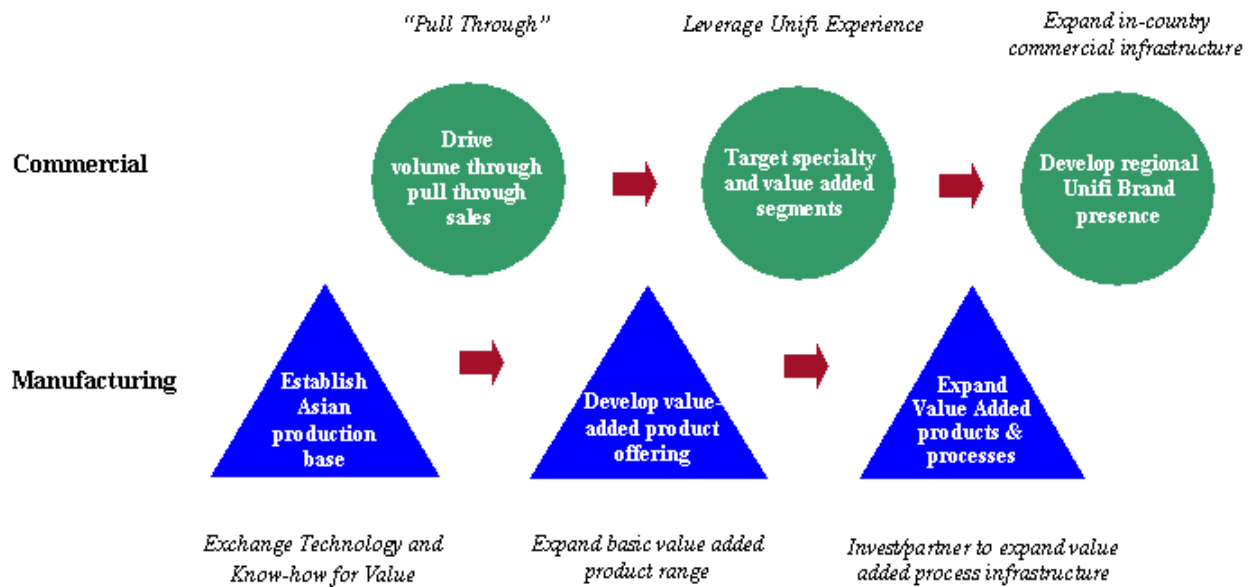 “Pull Through”
Leverage Unifi Experience
Expand in-country
commercial infrastructure
Commercial
Drive
volume through
pull through
sales
Target specialty
and value added
segments
Develop regional
Unifi Brand
presence
Manufacturing
Establish
Asian
production
base
Develop value-
added product
offering
Expand
Value Added
products &
processes
Exchange Technology and
Know-how for Value
Expand basic value added
product range
Invest/partner to expand value
added process infrastructure